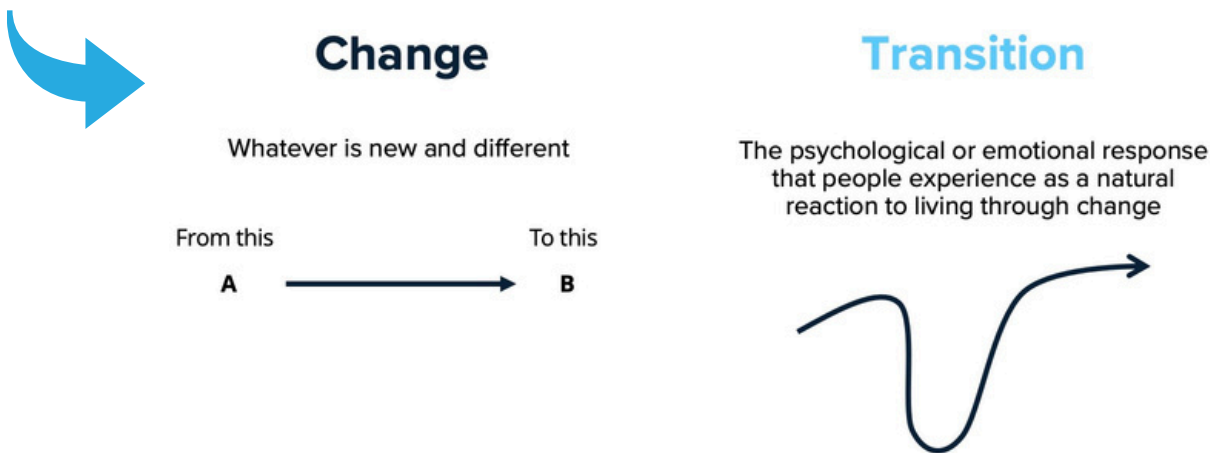 Change
Whatever is new and different
From this
To this
A
B
Transition
The psychological or emotional response
that people experience as a natural
reaction to living through change